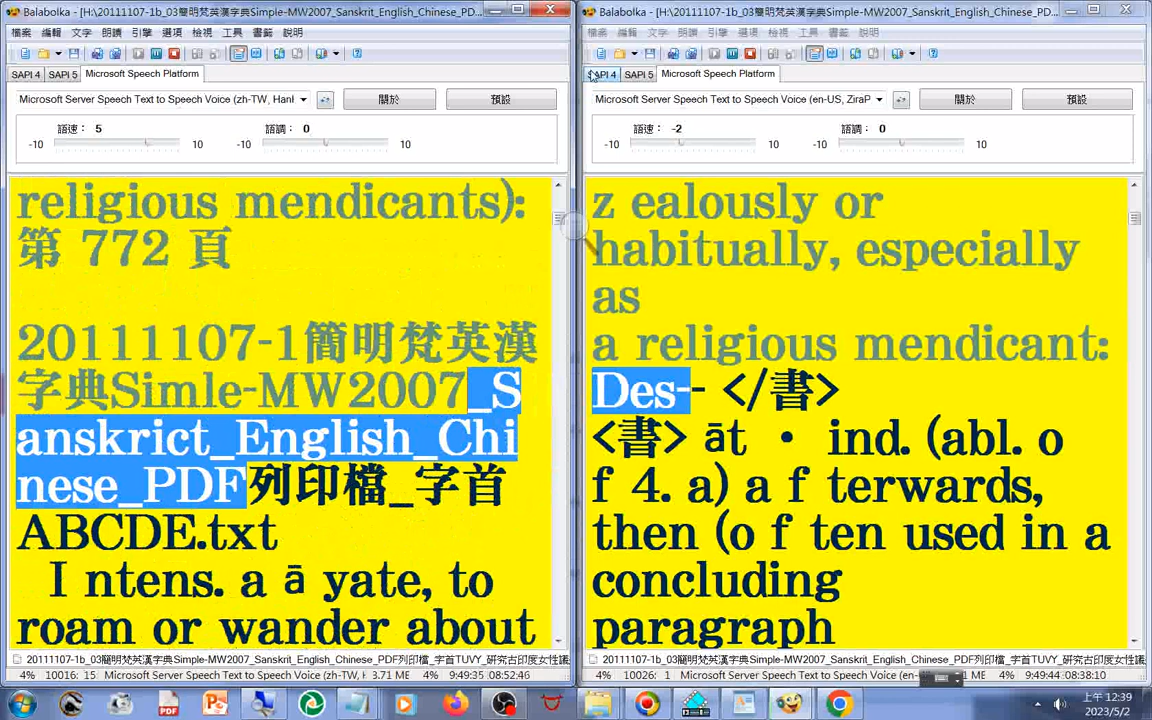 Balabolka - [H:\20111107-1b_03簡明梵英漢字典Simple-MW2007_Sanskrit_English_Chinese_PD...
檔案 編輯 文字 朗讀 引擎 選項 檢視 工具 書籤 說明
SAPI 4 SAPI 5 Microsoft Speech Platform
Microsoft Server Speech Text to Speech Voice (zh-TW, Hanl
關於 預設
語速: 5 語調: 0
-10 10 -10 10
religious mendicants):
第 772 頁
20111107-1簡明梵英漢
字典Simle-MW2007_S
anskrict_English_Chi
nese_PDF列印檔_字首
ABCDE.txt
I ntens. a ā yate, to
roam or wander about
20111107-1b_03簡明梵英漢字典Simple-MW2007_Sanskrit_English_Chinese_PDF列印檔_字首TUVY_研究古印度女性議
4% 10016: 15 Microsoft Server Speech Text to Speech Voice (zh-TW, H 3.71 ME 4% 9:49:35 08:52:46
Balabolka - [H:\20111107-1b_03簡明梵英漢字典Simple-MW2007_Sanskrit_English_Chinese_PD...
檔案 編輯 文字 朗讀 引擎 選項 檢視 工具 書籤 說明
SAPI 4 SAPI 5 Microsoft Speech Platform
Microsoft Server Speech Text to Speech Voice (en-US, ZiraP
關於 預設
語速: -2 語調: 0
-10 10 -10 10
z ealously or
habitually, especially
as
a religious mendicant:
Des-- </書>
<書> āt • ind. (abl. o
f 4. a) a f terwards,
then (o f ten used in a
concluding
paragraph
20111107-1b_03簡明梵英漢字典Simple-MW2007_Sanskrit_English_Chinese_PDF列印檔_字首TUVY_研究古印度女性議
4% 10026: 1 Microsoft Server Speech Text to Speech Voice (en-U 1 ME 4% 9:49:44 08:38:10
上午 12:39
2023/5/2